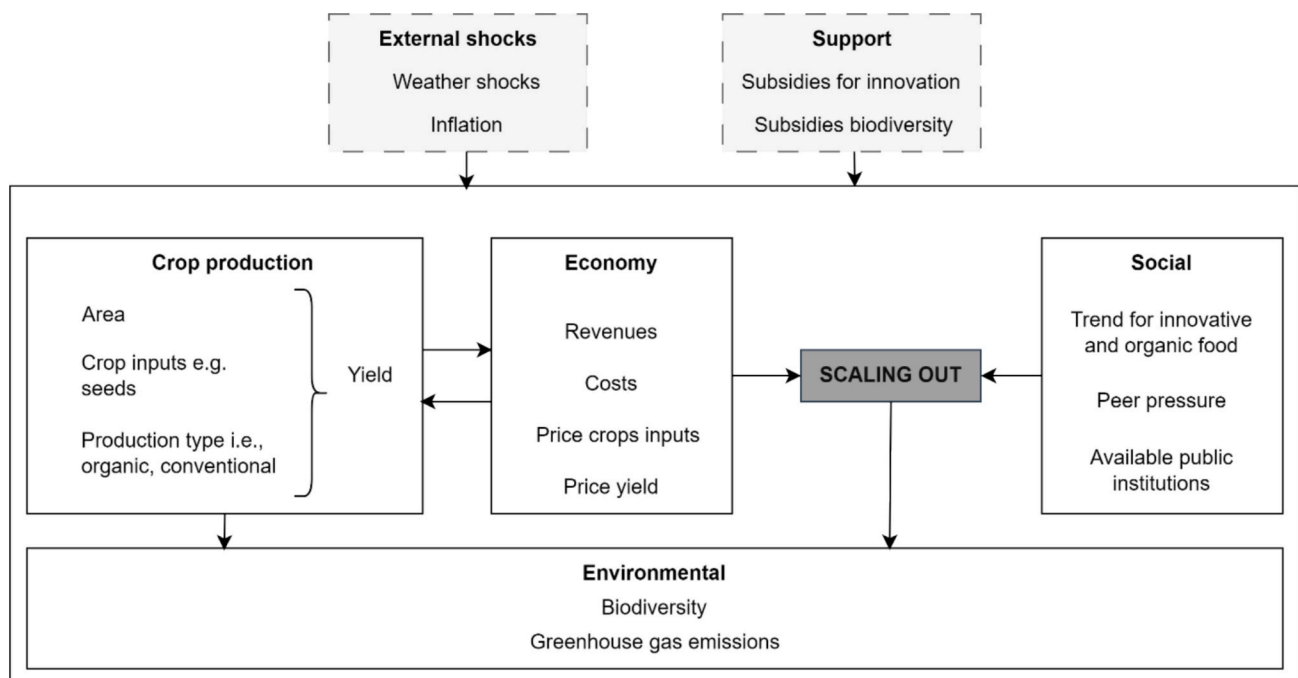 External shocks
Weather shocks
Inflation
Support
Subsidies for innovation
Subsidies biodiversity
Crop production
Area
Crop inputs e.g.
seeds
Production type i.e.,
organic, conventional
Yield
Economy
Revenues
Costs
Price crops inputs
Price yield
SCALING OUT
Social
Trend for innovative
and organic food
Peer pressure
Available public
institutions
Environmental
Biodiversity
Greenhouse gas emissions